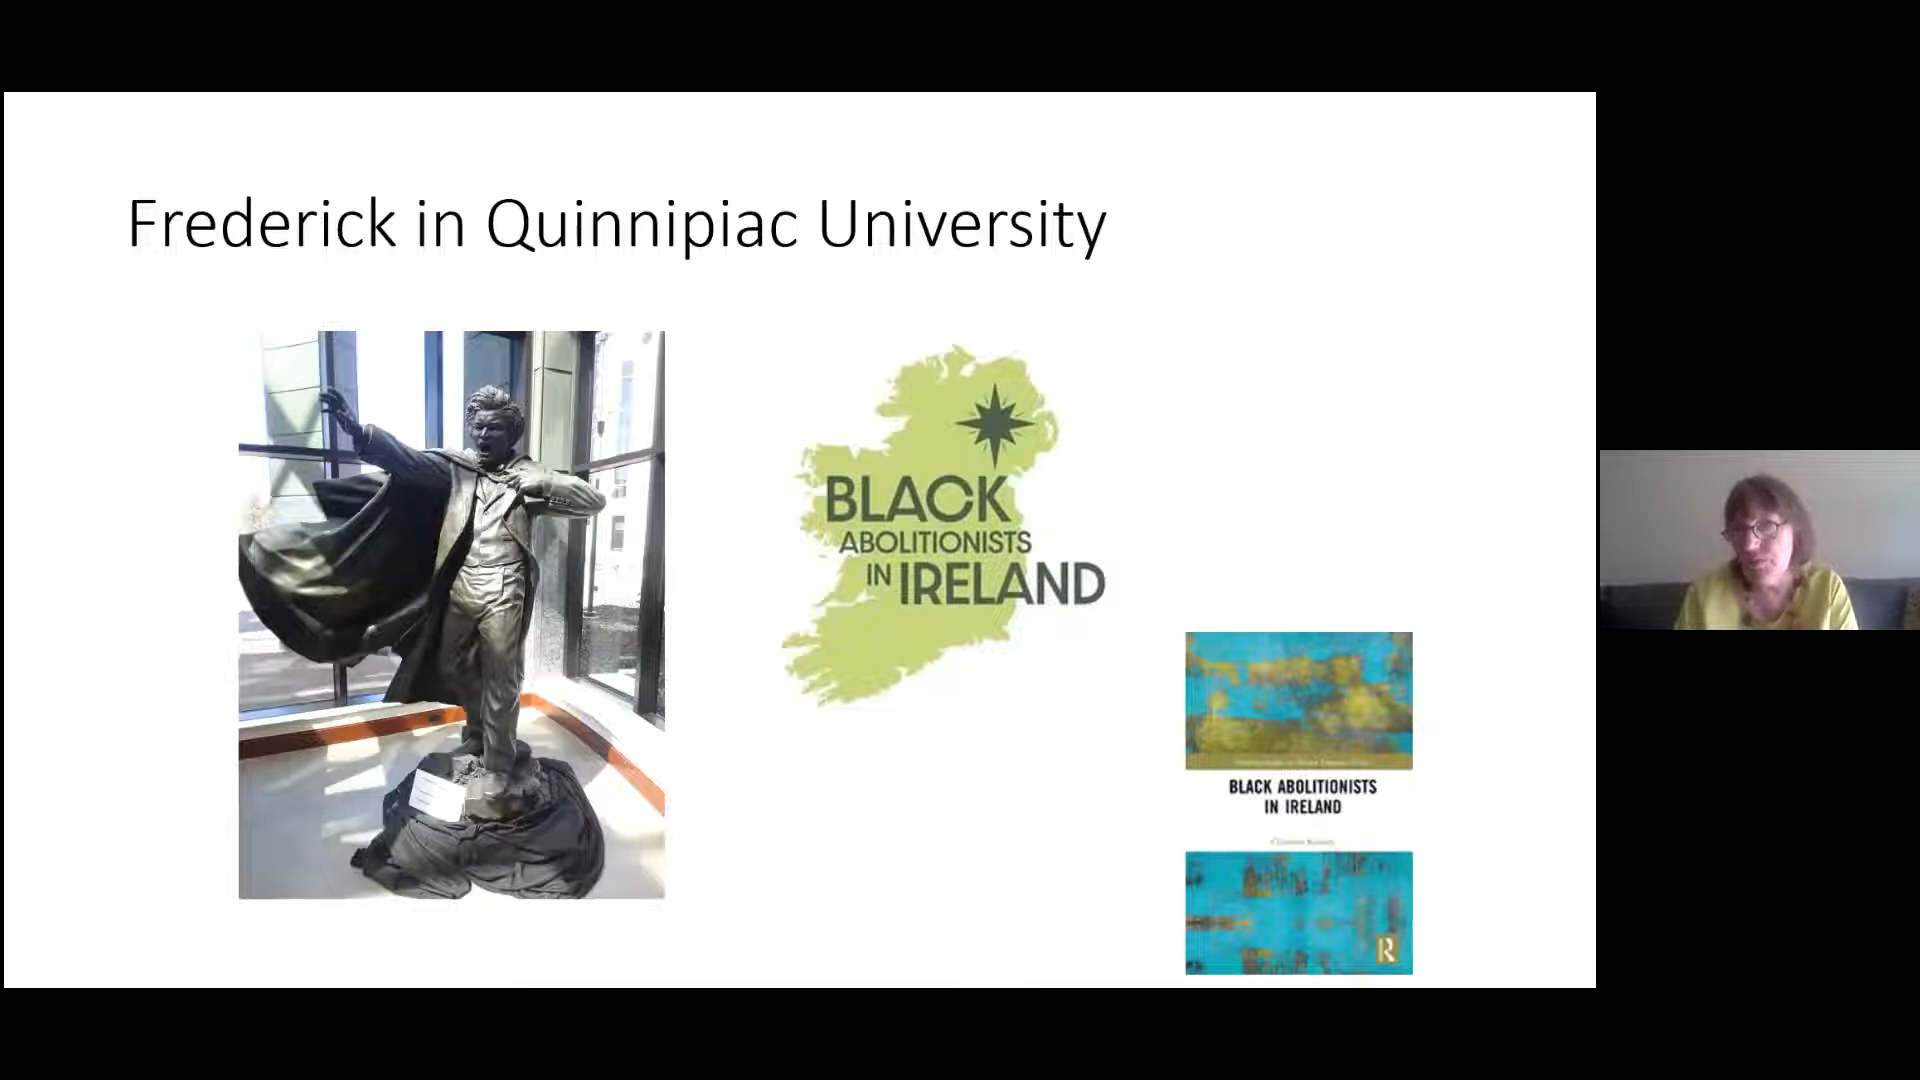 Frederick in Quinnipiac University
BLACK
ABOLITIONISTS
IN IRELAND
BLACK ABOLITIONISTS
IN IRELAND
R